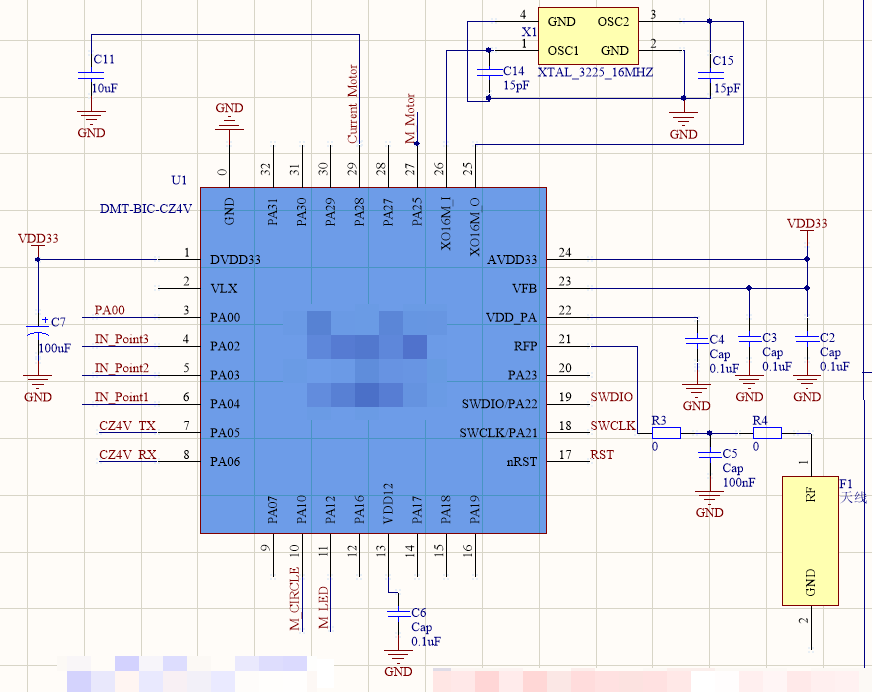 4 GND OSC2 3
X1
1 OSC1 GND 2
XTAL_3225_16MHZ
C11
10uF
GND
C14
15pF
C15
15pF
GND
GND
Current Motor
M Motor
0 32 31 30 29 28 27 26 25
U1
DMT-BIC-CZ4V
GND PA31 PA30 PA29 PA28 PA27 PA25 XO16M_I XO16M_O
VDD33
VDD33
1 DVDD33 AVDD33 24
2 VLX VFB 23
PA00 3 PA00 VDD_PA 22
IN_Point3 4 PA02 RFP 21
IN_Point2 5 PA03 PA23 20
IN_Point1 6 PA04 SWDIO/PA22 19 SWDIO
CZ4V_TX 7 PA05 SWCLK/PA21 18 SWCLK
CZ4V_RX 8 PA06 nRST 17 RST
+ C7
100uF
GND
C4
Cap
0.1uF
GND
C3
Cap
0.1uF
GND
C2
Cap
0.1uF
GND
R3
0
R4
0
C5
Cap
100nF
GND
F1
天线
1 RF
GND 2
PA07 PA10 PA12 PA16 VDD12 PA17 PA18 PA19
9 10 11 12 13 14 15 16
M CIRCLE
M LED
C6
Cap
0.1uF
GND